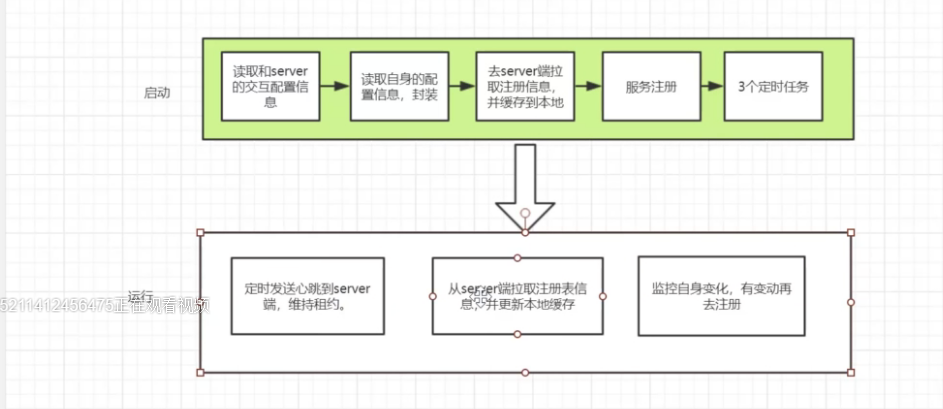 读取和server
的交互配置信
息
读取自身的配
置信息，封装
去server端拉
取注册信息，
并缓存到本地
服务注册
3个定时任务
启动
定时发送心跳到server
端，维持租约。
从server端拉取注册表信
息，并更新本地缓存
监控自身变化，有变动再
去注册
运行
5211412456475正在观看视频